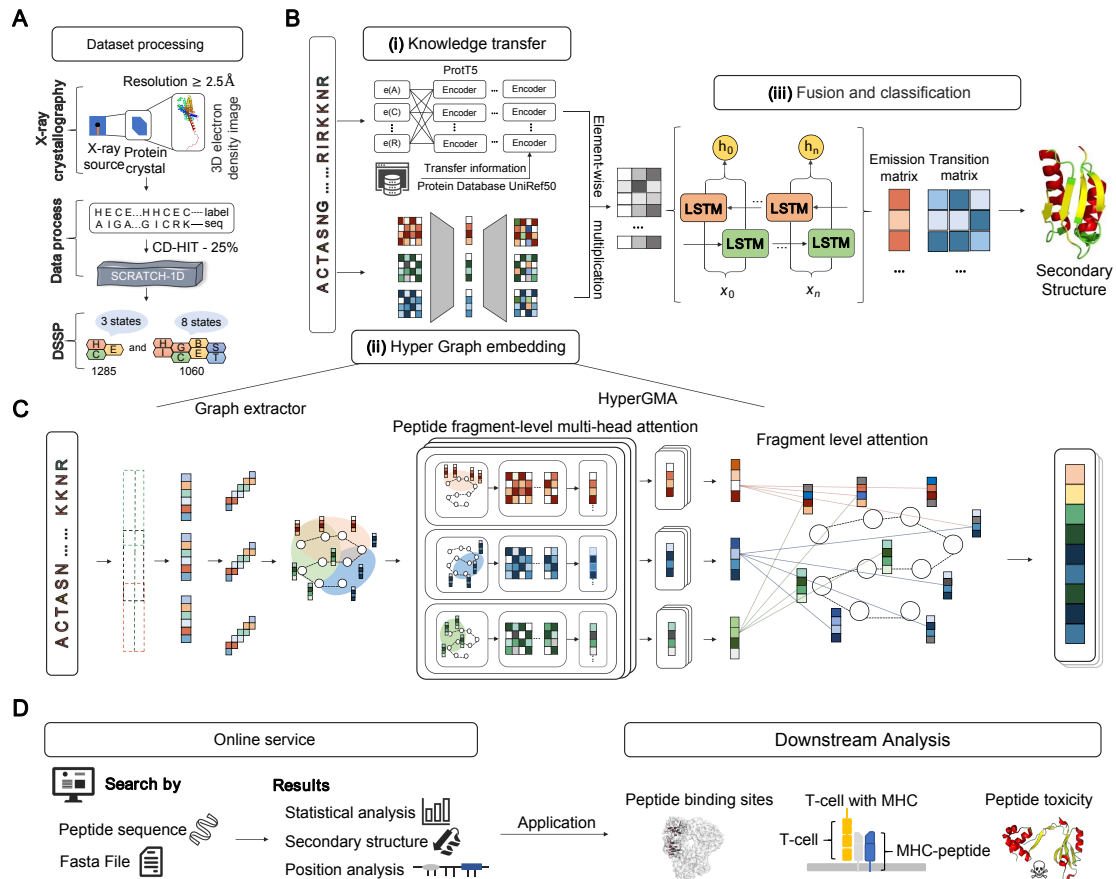 A
Dataset processing
Resolution ≥ 2.5Å
X-ray
crystallography
X-ray
source
Protein
crystal
3D electron
density image
Data process
H E C E...H H C E C---- label
A I G A...G I C R K — seq
CD-HIT - 25%
SCRATCH-1D
DSSP
3 states
8 states
H
C
E
and
H
I
G
C
B
E
S
T
1285
1060
B
ACTASNG ...... RIRKKNR
(i) Knowledge transfer
ProtT5
e(A)
Encoder
...
Encoder
e(C)
Encoder
...
Encoder
e(R)
Encoder
...
Encoder
Transfer information
Protein Database UniRef50
(ii) Hyper Graph embedding
Element-wise
multiplication
...
(iii) Fusion and classification
h0
hn
LSTM
...
LSTM
LSTM
...
LSTM
x0
xn
Emission
matrix
Transition
matrix
...
...
Secondary
Structure
C
Graph extractor
HyperGMA
ACTASN ...... KKNR
Peptide fragment-level multi-head attention
Fragment level attention
D
Online service
Search by
Peptide sequence
Fasta File
Results
Statistical analysis
Secondary structure
Position analysis
Application
Downstream Analysis
Peptide binding sites
T-cell with MHC
T-cell
MHC-peptide
Peptide toxicity